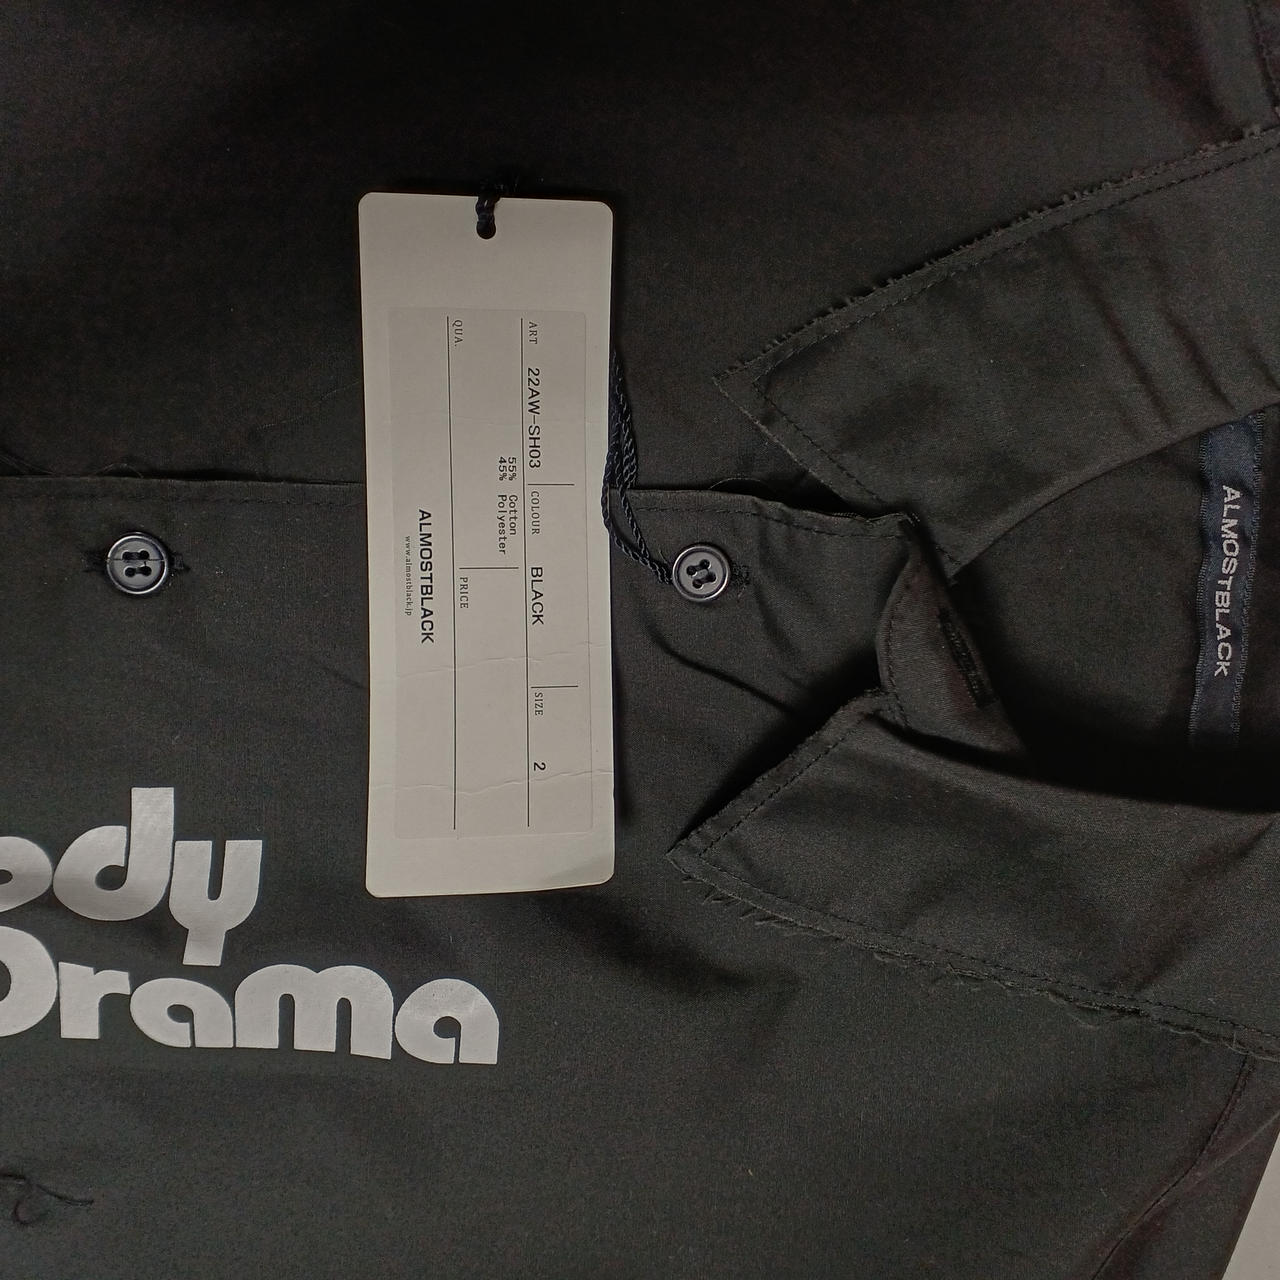 ART 22AW-SH03 COLOUR BLACK SIZE 2
55% Cotton
45% Polyester
QUA. PRICE
ALMOSTBLACK
www.almostblack.jp
ALMOSTBLACK
ody
Drama